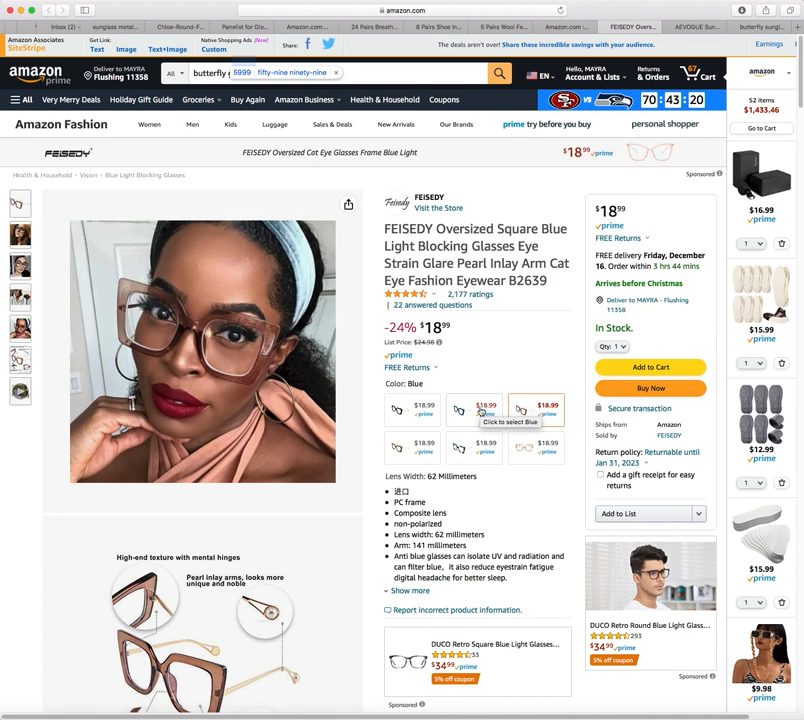 amazon.com
Inbox (2)
sunglass metal...
Chloe-Round-F...
Panelist for Glo...
Amazon.com...
24 Pairs Breath...
8 Pairs Shoe In...
5 Pairs Wool Fe...
Amazon.com :...
FEISEDY Overs...
AEVOGUE Sun...
butterfly sungl...
Amazon Associates
SiteStripe
Get Link:
Text
Image
Text+Image
Native Shopping Ads (New)
Custom
Share:
The deals aren't over! Share these incredible savings with your audience.
Earnings
amazon
prime
Deliver to MAYRA - Flushing
Flushing 11358
All
butterfly
5999 fifty-nine ninety-nine ×
EN
Hello, MAYRA
Account & Lists
Returns
& Orders
67
Cart
All
Very Merry Deals
Holiday Gift Guide
Groceries
Buy Again
Amazon Business
Health & Household
Coupons
SF
VS
70 : 43 : 20
Amazon Fashion
Women
Men
Kids
Luggage
Sales & Deals
New Arrivals
Our Brands
prime try before you buy
personal shopper
FEISEDY
FEISEDY Oversized Cat Eye Glasses Frame Blue Light
$18 99 prime
Sponsored
Health & Household › Vision › Blue Light Blocking Glasses
Feisedy
FEISEDY
Visit the Store
FEISEDY Oversized Square Blue
Light Blocking Glasses Eye
Strain Glare Pearl Inlay Arm Cat
Eye Fashion Eyewear B2639
2,177 ratings
| 22 answered questions
-24% $18 99
List Price: $24.98
prime
FREE Returns
Color: Blue
$18.99
prime
$18.99
prime
$18.99
prime
Click to select Blue
$18.99
prime
$18.99
prime
$18.99
prime
Lens Width: 62 Millimeters
进口
PC frame
Composite lens
non-polarized
Lens width: 62 millimeters
Arm: 141 millimeters
Anti blue glasses can isolate UV and radiation and
can filter blue, it also reduce eyestrain fatigue
digital headache for better sleep.
Show more
Report incorrect product information.
DUCO Retro Square Blue Light Glasses...
33
$34 99 prime
5% off coupon
Sponsored
High-end texture with mental hinges
Pearl inlay arms, looks more
unique and noble
$18 99
prime
FREE Returns
FREE delivery Friday, December
16. Order within 3 hrs 44 mins
Arrives before Christmas
Deliver to MAYRA - Flushing
11358
In Stock.
Qty: 1
Add to Cart
Buy Now
Secure transaction
Ships from Amazon
Sold by FEISEDY
Return policy: Returnable until
Jan 31, 2023
Add a gift receipt for easy
returns
Add to List
DUCO Retro Round Blue Light Glass...
293
$34 99 prime
5% off coupon
Sponsored
amazon
52 items
$1,433.46
Go to Cart
$16.99
prime
1
$15.99
prime
1
$12.99
prime
1
$15.99
prime
1
$9.98
prime